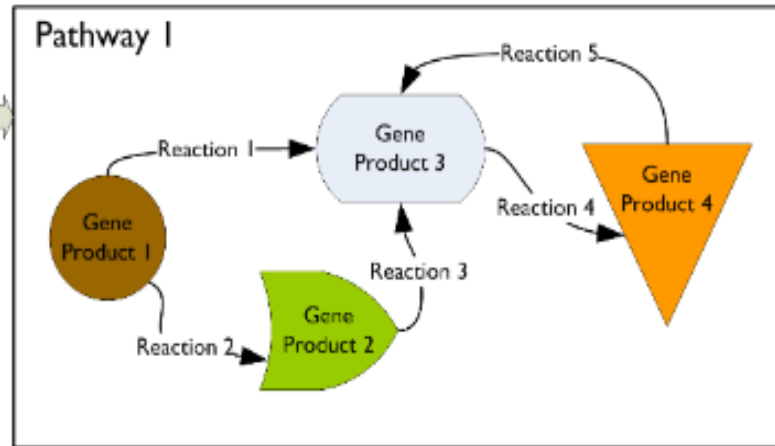 Pathway 1
Reaction 5
Gene
Product 3
Reaction 1
Gene
Product 4
Reaction 4
Gene
Product 1
Reaction 3
Gene
Product 2
Reaction 2